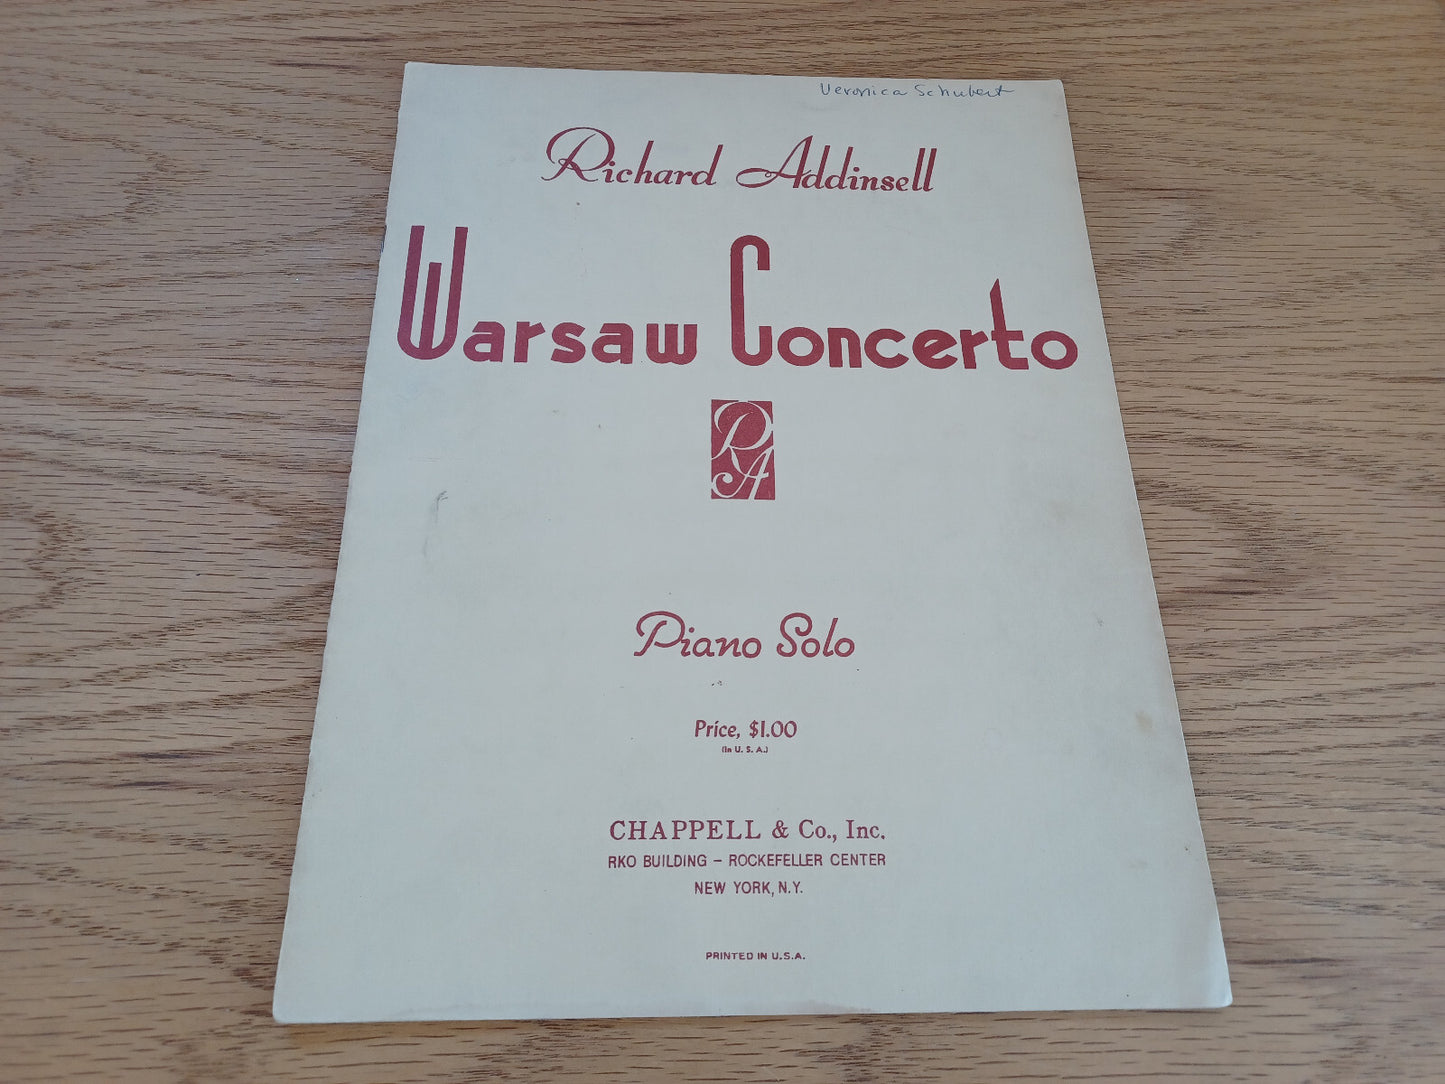 Veronica Schubert
Richard Addinsell
Warsaw Concerto
RA
Piano Solo
Price, $1.00
(In U. S. A.)
CHAPPELL & Co., Inc.
RKO BUILDING – ROCKEFELLER CENTER
NEW YORK, N.Y.
PRINTED IN U.S.A.